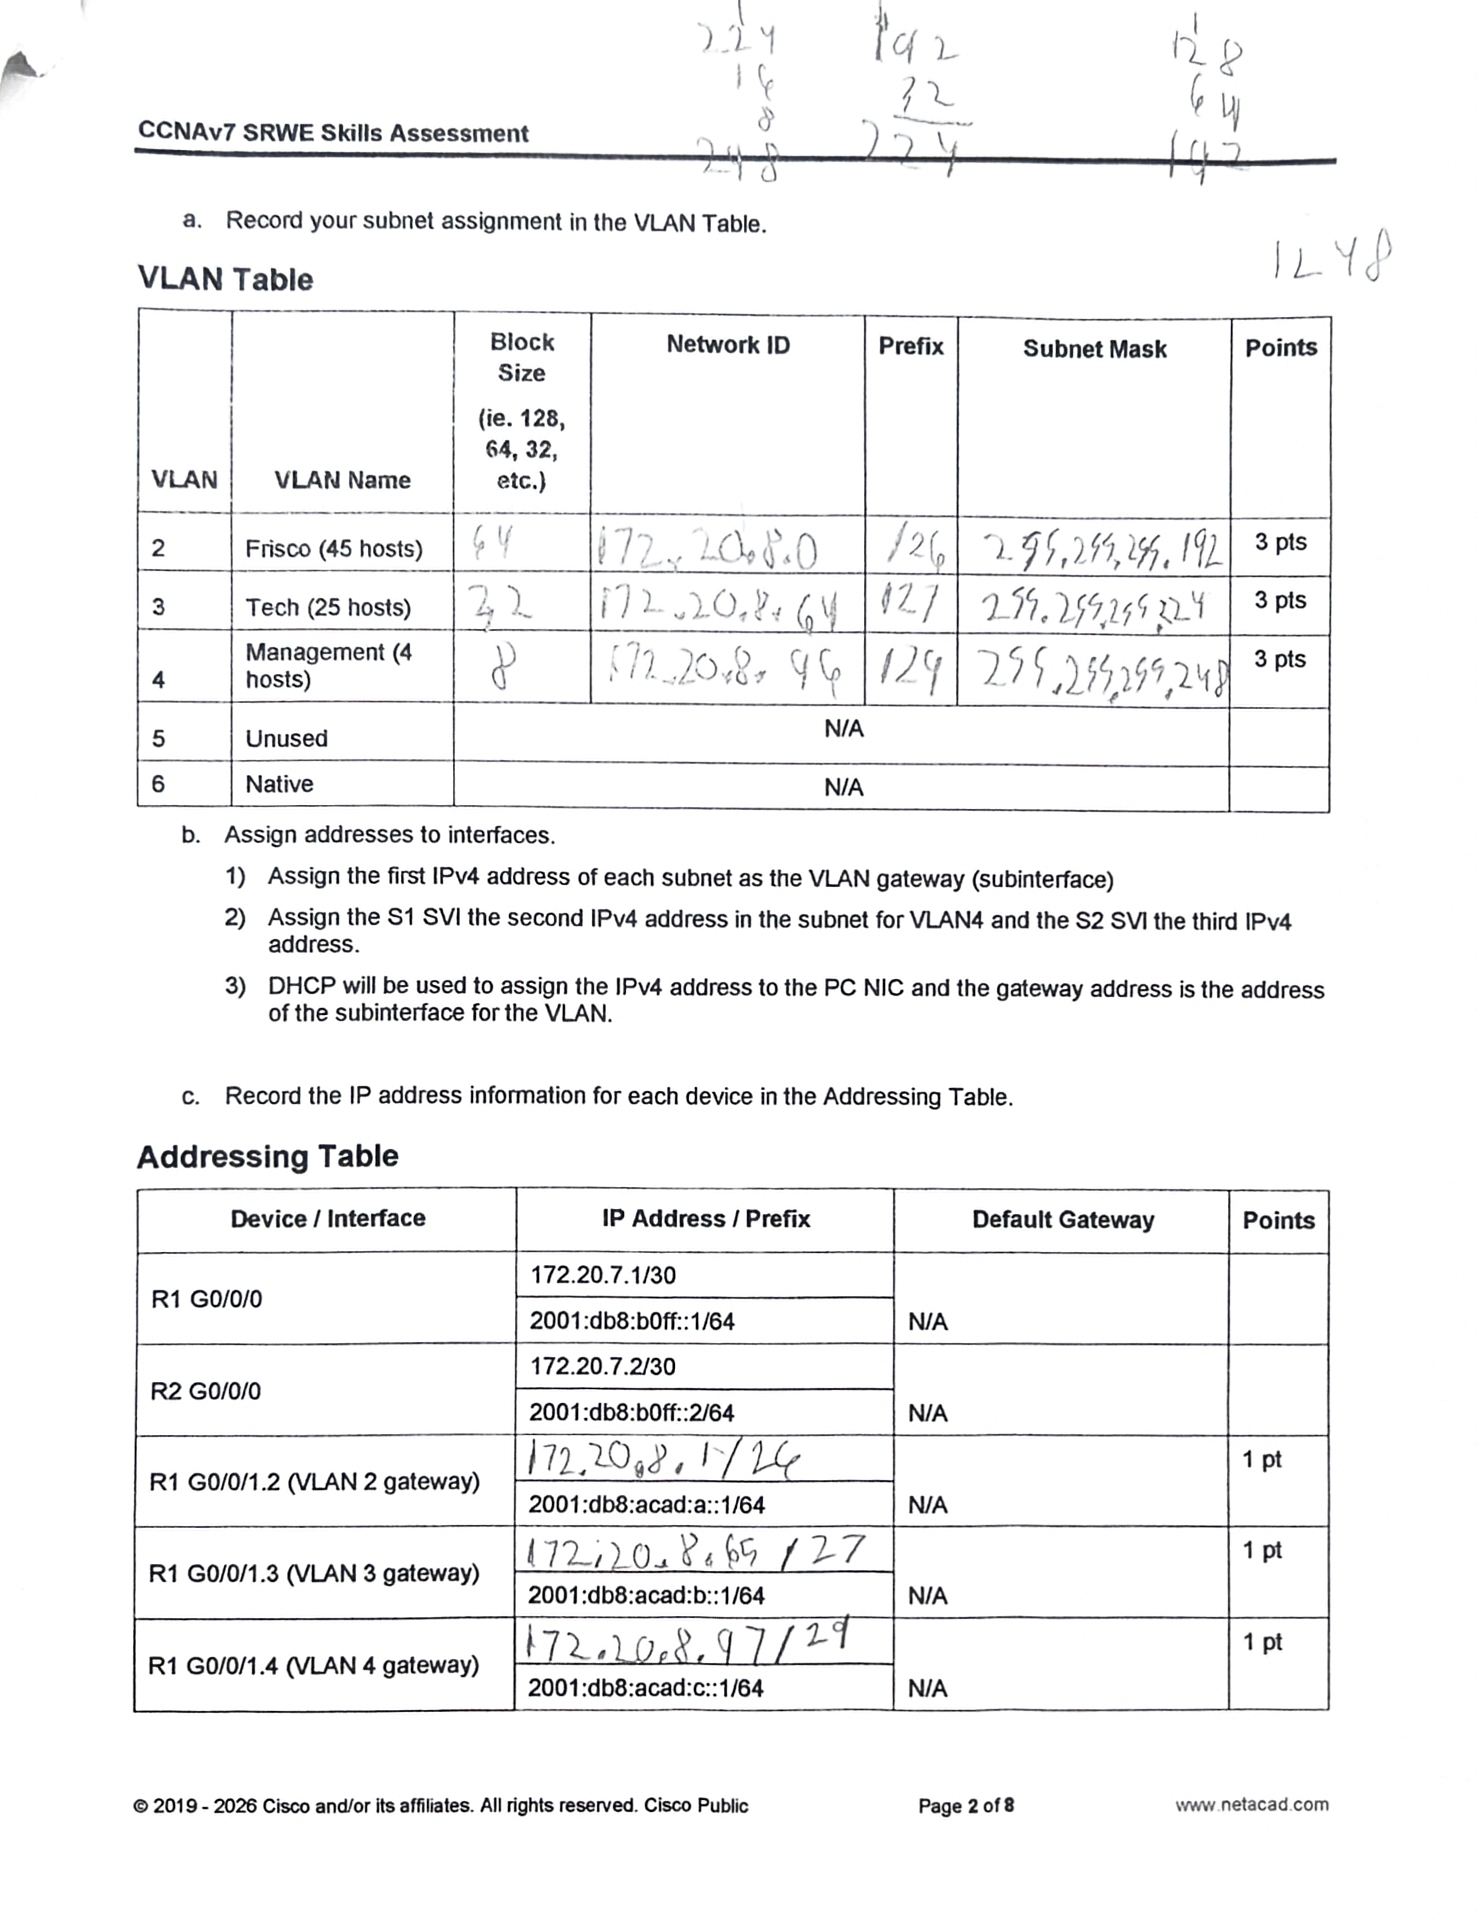 224 192 128
16 32 64
8
248 224 192
CCNAv7 SRWE Skills Assessment
a. Record your subnet assignment in the VLAN Table.
1248
VLAN Table
VLAN VLAN Name Block Size (ie. 128, 64, 32, etc.) Network ID Prefix Subnet Mask Points
2 Frisco (45 hosts) 64 172.20.8.0 /26 255.255.255.192 3 pts
3 Tech (25 hosts) 32 172.20.8.64 /27 255.255.255.224 3 pts
4 Management (4 hosts) 8 172.20.8.96 /29 255.255.255.248 3 pts
5 Unused N/A
6 Native N/A
b. Assign addresses to interfaces.
1) Assign the first IPv4 address of each subnet as the VLAN gateway (subinterface)
2) Assign the S1 SVI the second IPv4 address in the subnet for VLAN4 and the S2 SVI the third IPv4
address.
3) DHCP will be used to assign the IPv4 address to the PC NIC and the gateway address is the address
of the subinterface for the VLAN.
c. Record the IP address information for each device in the Addressing Table.
Addressing Table
Device / Interface IP Address / Prefix Default Gateway Points
R1 G0/0/0 172.20.7.1/30
2001:db8:b0ff::1/64 N/A
R2 G0/0/0 172.20.7.2/30
2001:db8:b0ff::2/64 N/A
R1 G0/0/1.2 (VLAN 2 gateway) 172.20.8.1/26 1 pt
2001:db8:acad:a::1/64 N/A
R1 G0/0/1.3 (VLAN 3 gateway) 172.20.8.65/27 1 pt
2001:db8:acad:b::1/64 N/A
R1 G0/0/1.4 (VLAN 4 gateway) 172.20.8.97/29 1 pt
2001:db8:acad:c::1/64 N/A
© 2019 - 2026 Cisco and/or its affiliates. All rights reserved. Cisco Public Page 2 of 8 www.netacad.com